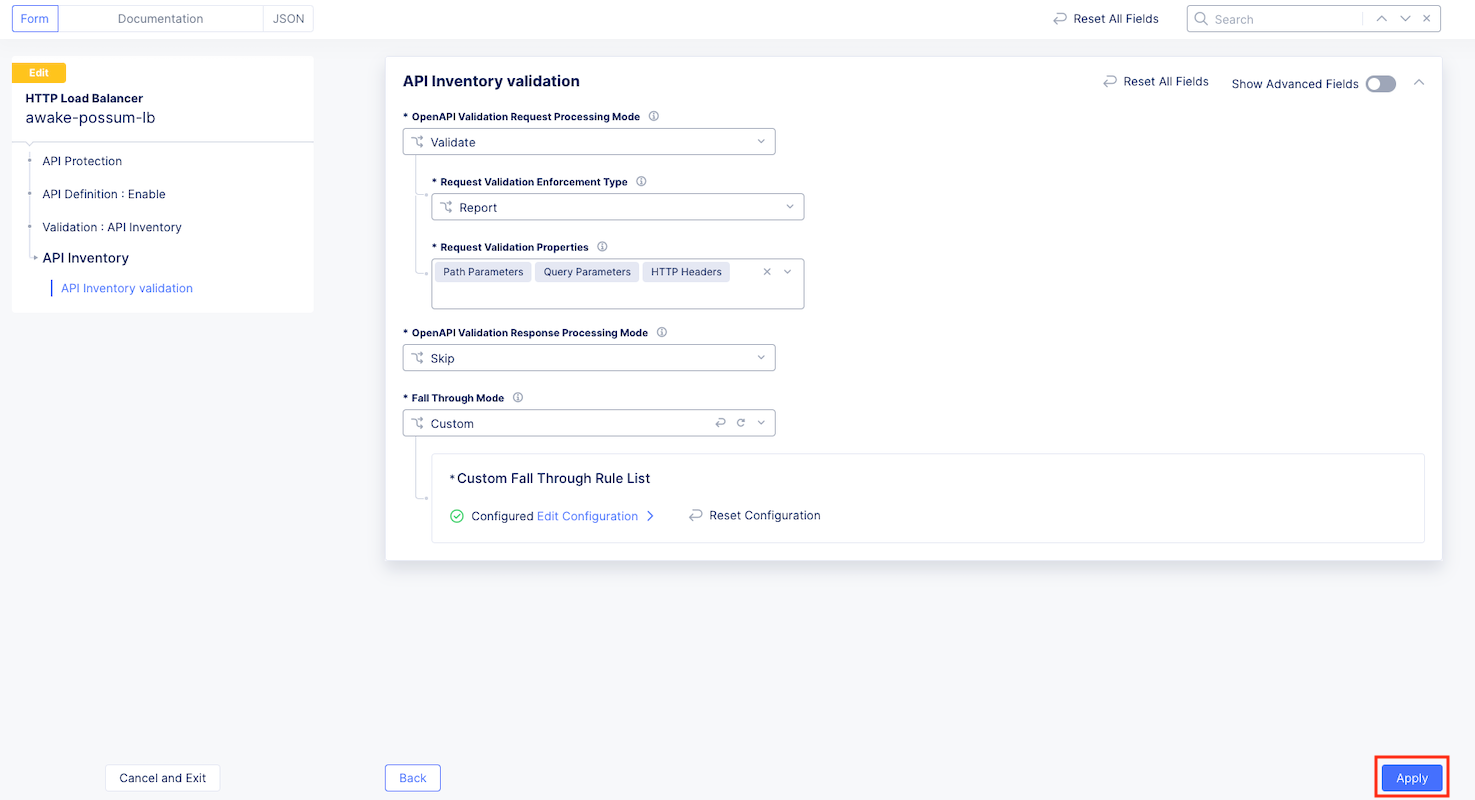 Form Documentation JSON Reset All Fields Search
Edit
HTTP Load Balancer
awake-possum-lb
API Protection
API Definition : Enable
Validation : API Inventory
API Inventory
API Inventory validation
API Inventory validation Reset All Fields Show Advanced Fields
* OpenAPI Validation Request Processing Mode
Validate
* Request Validation Enforcement Type
Report
* Request Validation Properties
Path Parameters Query Parameters HTTP Headers
* OpenAPI Validation Response Processing Mode
Skip
* Fall Through Mode
Custom
*Custom Fall Through Rule List
Configured Edit Configuration Reset Configuration
Cancel and Exit Back Apply